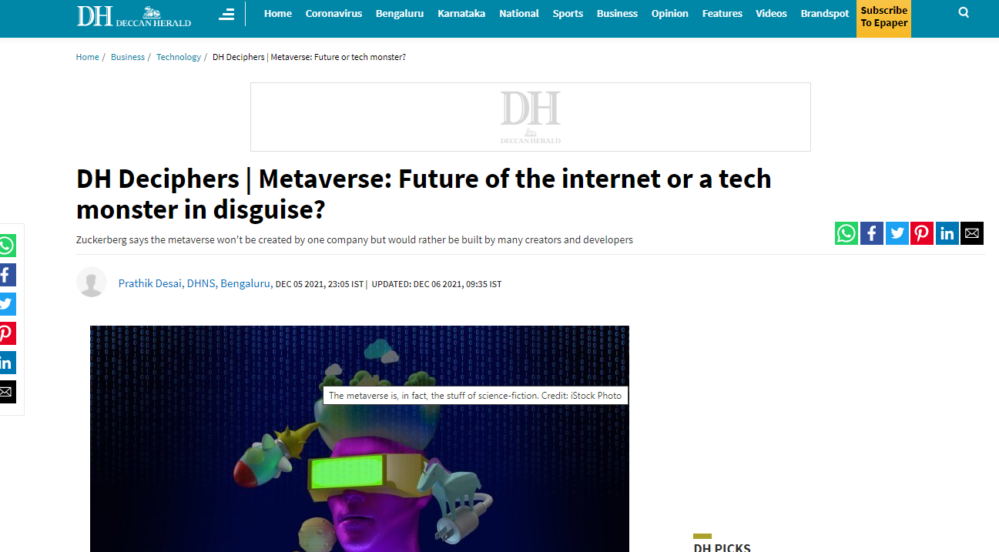 DH DECCAN HERALD
Home Coronavirus Bengaluru Karnataka National Sports Business Opinion Features Videos Brandspot Subscribe
To Epaper
Home / Business / Technology / DH Deciphers | Metaverse: Future or tech monster?
DH
DECCAN HERALD
DH Deciphers | Metaverse: Future of the internet or a tech
monster in disguise?
Zuckerberg says the metaverse won't be created by one company but would rather be built by many creators and developers
Prathik Desai, DHNS, Bengaluru, DEC 05 2021, 23:05 IST | UPDATED: DEC 06 2021, 09:35 IST
The metaverse is, in fact, the stuff of science-fiction. Credit: iStock Photo
DH PICKS